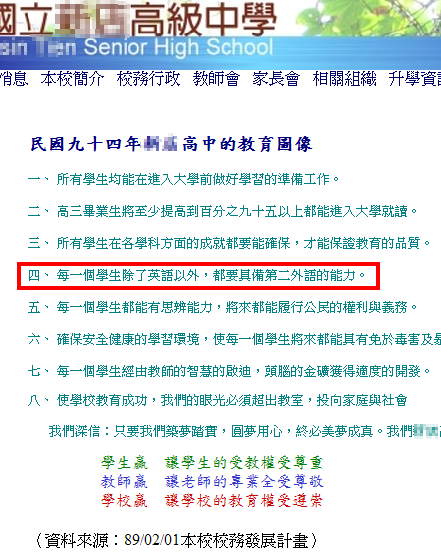 國立新店高級中學
sin Tien Senior High School
消息 本校簡介 校務行政 教師會 家長會 相關組織 升學資
民國九十四年 高中的教育圖像
一、 所有學生均能在進入大學前做好學習的準備工作。
二、 高三畢業生將至少提高到百分之九十五以上都能進入大學就讀。
三、 所有學生在各學科方面的成就都要能確保，才能保證教育的品質。
四、 每一個學生除了英語以外，都要具備第二外語的能力。
五、 每一個學生都能有思辨能力，將來都能履行公民的權利與義務。
六、 確保安全健康的學習環境，使每一個學生將來都能具有免於毒害及暴
七、 每一個學生經由教師的智慧的啟迪，頭腦的金礦獲得適度的開發。
八、 使學校教育成功，我們的眼光必須超出教室，投向家庭與社會
我們深信：只要我們築夢踏實，圓夢用心，終必美夢成真。我們
學生贏 讓學生的受教權受尊重
教師贏 讓老師的專業全受尊敬
學校贏 讓學校的教育權受遵崇
（資料來源：89/02/01本校校務發展計畫）